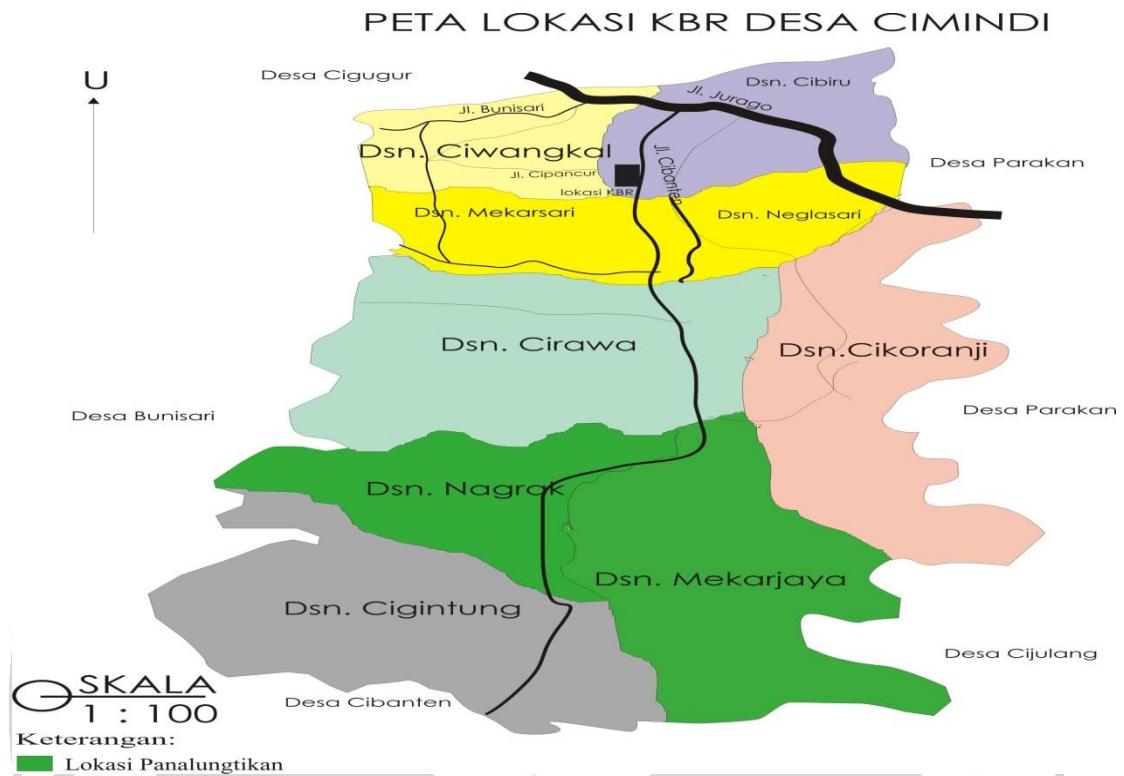 PETA LOKASI KBR DESA CIMINDI
U
Desa Cigugur
Dsn. Cibiru
Jl. Bunisari
Jl. Jurago
Dsn. Ciwangkal
Jl. Cibanten
Desa Parakan
Jl. Cipancur
lokasi KBR
Dsn. Mekarsari
Dsn. Neglasari
Dsn. Cirawa
Dsn.Cikoranji
Desa Bunisari
Desa Parakan
Dsn. Nagrak
Dsn. Mekarjaya
Dsn. Cigintung
Desa Cijulang
Desa Cibanten
SKALA
1 : 100
Keterangan:
Lokasi Panalungtikan